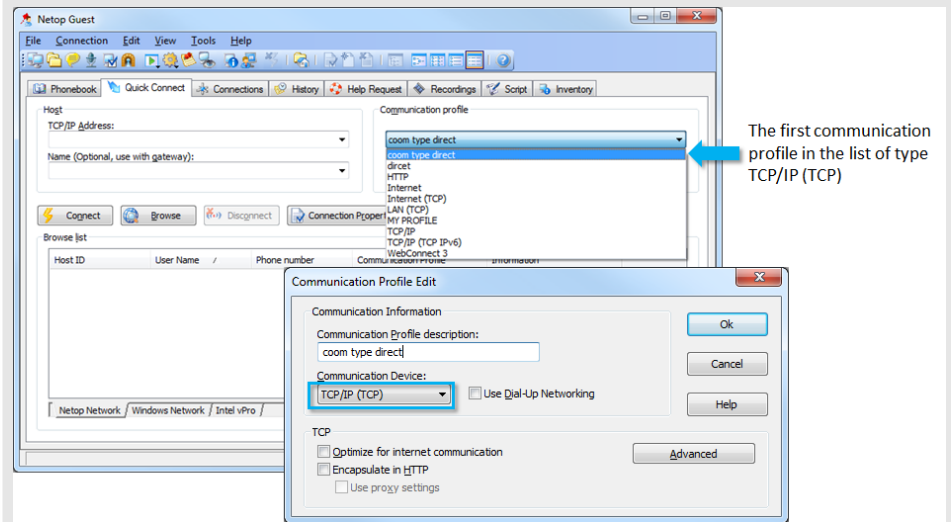 Netop Guest
File Connection Edit View Tools Help
Phonebook Quick Connect Connections History Help Request Recordings Script Inventory
Host
TCP/IP Address:
Name (Optional, use with gateway):
Communication profile
coom type direct
coom type direct
dircet
HTTP
Internet
Internet (TCP)
LAN (TCP)
MY PROFILE
TCP/IP
TCP/IP (TCP IPv6)
WebConnect 3
The first communication
profile in the list of type
TCP/IP (TCP)
Connect Browse Disconnect Connection Propert
Browse list
Host ID User Name / Phone number Communication Profile Information
Netop Network / Windows Network / Intel vPro /
Communication Profile Edit
Communication Information
Communication Profile description:
coom type direct
Communication Device:
TCP/IP (TCP)
Use Dial-Up Networking
Ok
Cancel
Help
TCP
Optimize for internet communication
Encapsulate in HTTP
Use proxy settings
Advanced